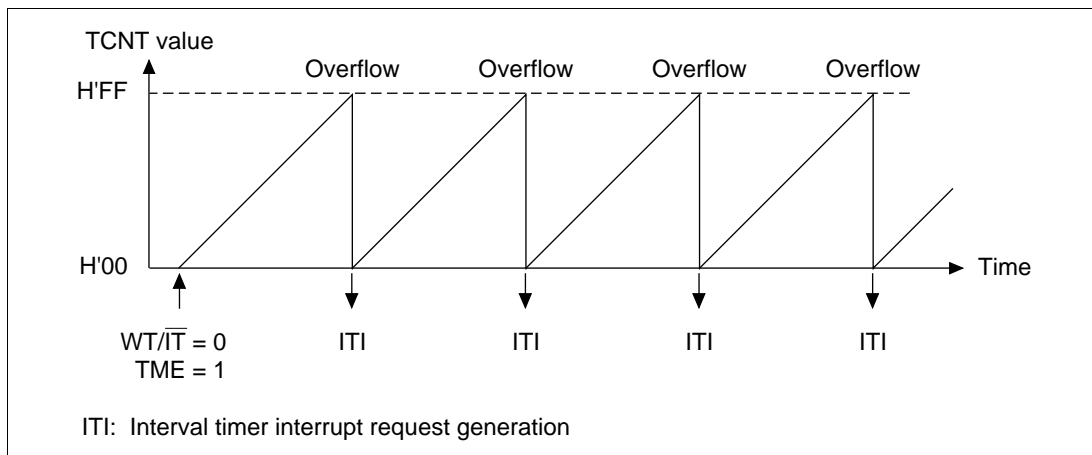 TCNT value
Overflow Overflow Overflow Overflow
H'FF
H'00
Time
WT/I̅T̅ = 0 ITI ITI ITI ITI
TME = 1
ITI: Interval timer interrupt request generation